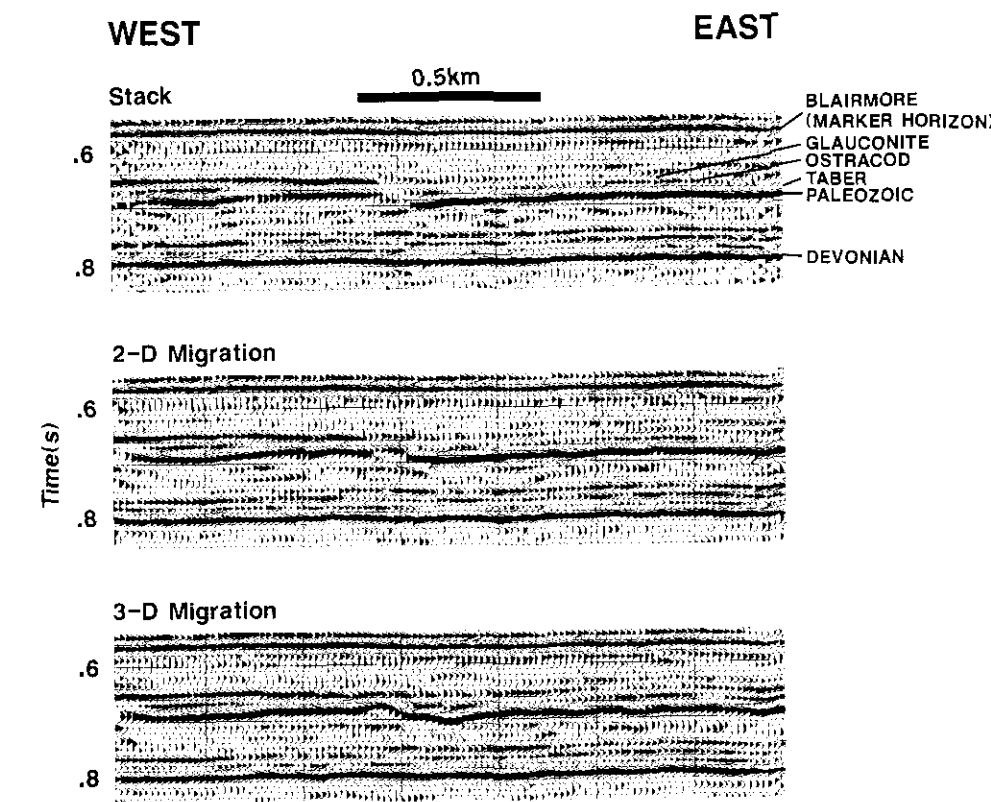 WEST
EAST
0.5km
Stack
BLAIRMORE
(MARKER HORIZON)
GLAUCONITE
OSTRACOD
TABER
PALEOZOIC
DEVONIAN
.6
.8
2-D Migration
.6
Time(s)
.8
3-D Migration
.6
.8